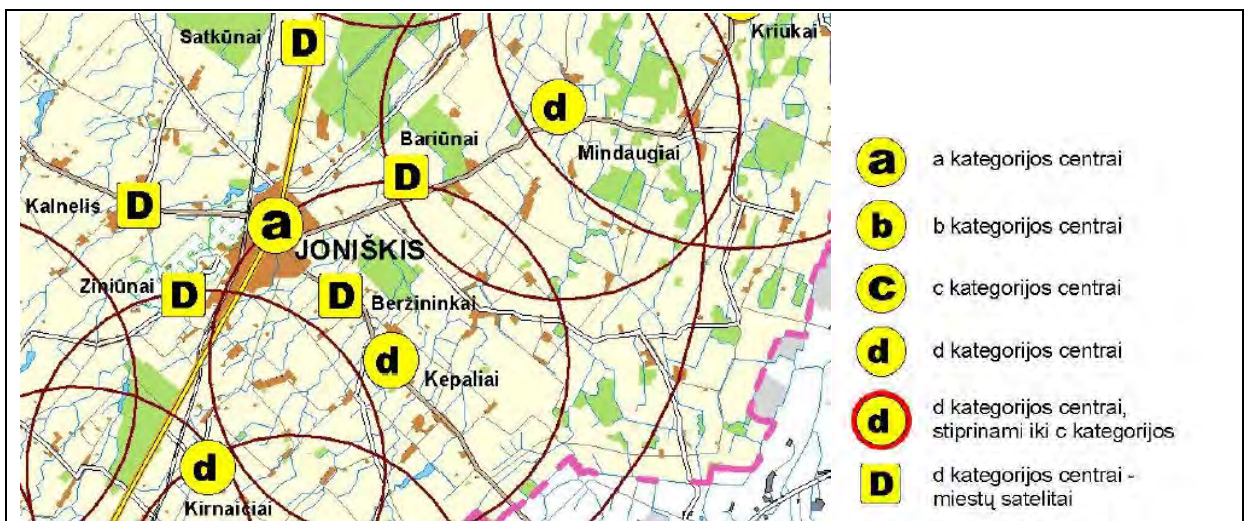 Satkūnai
D
Kriukai
d
Bariūnai
Mindaugiai
D
Kalnelis
D
a
JONIŠKIS
Žiniūnai
D
D
Beržininkai
d
Kepaliai
d
Kirnaičiai
a
a kategorijos centrai
b
b kategorijos centrai
c
c kategorijos centrai
d
d kategorijos centrai
d
d kategorijos centrai,
stiprinami iki c kategorijos
D
d kategorijos centrai -
miestų satelitai